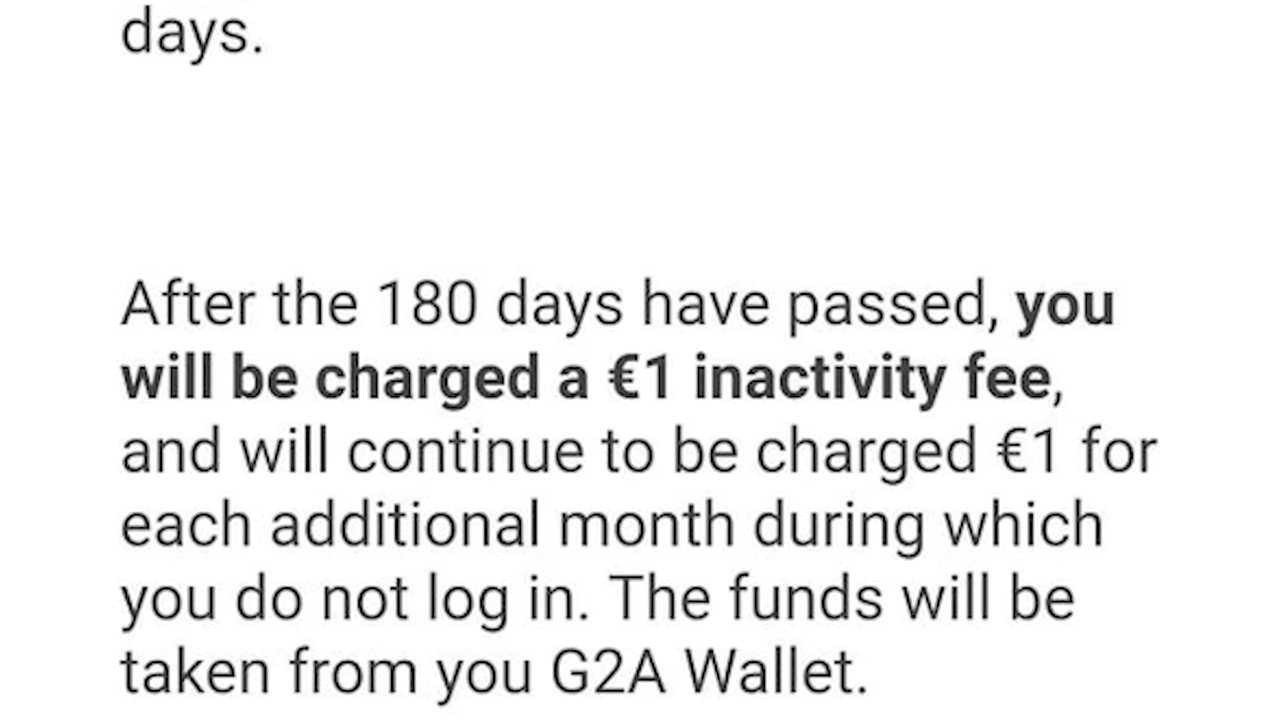 days.
After the 180 days have passed, you
will be charged a €1 inactivity fee,
and will continue to be charged €1 for
each additional month during which
you do not log in. The funds will be
taken from you G2A Wallet.